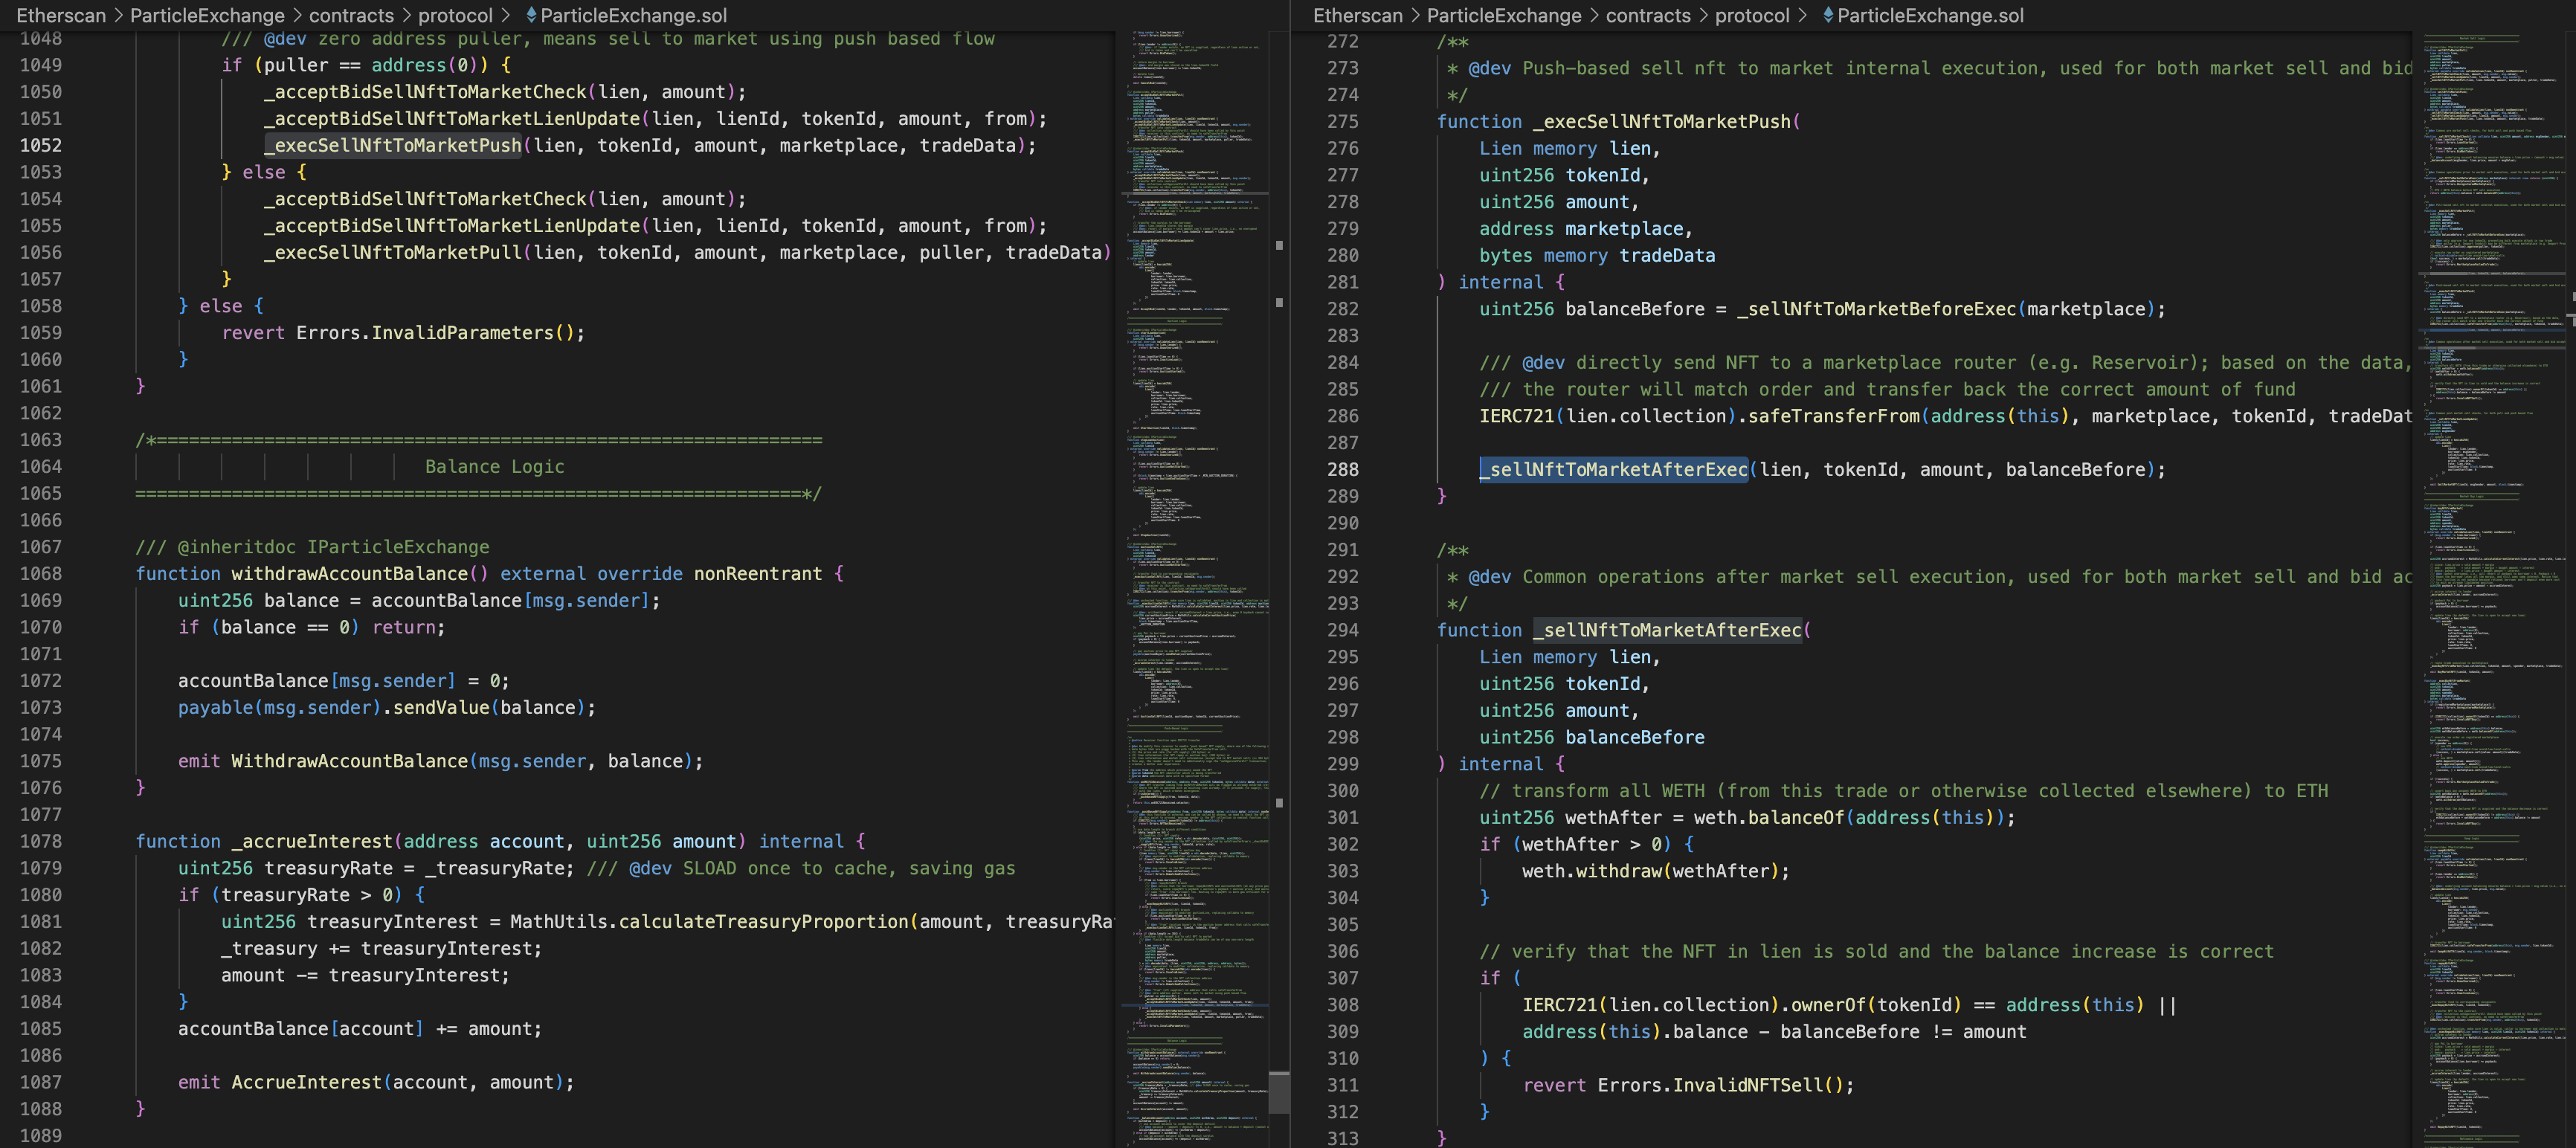 Etherscan > ParticleExchange > contracts > protocol > ParticleExchange.sol
1048 /// @dev zero address puller, means sell to market using push based flow
1049 if (puller == address(0)) {
1050 _acceptBidSellNftToMarketCheck(lien, amount);
1051 _acceptBidSellNftToMarketLienUpdate(lien, lienId, tokenId, amount, from);
1052 _execSellNftToMarketPush(lien, tokenId, amount, marketplace, tradeData);
1053 } else {
1054 _acceptBidSellNftToMarketCheck(lien, amount);
1055 _acceptBidSellNftToMarketLienUpdate(lien, lienId, tokenId, amount, from);
1056 _execSellNftToMarketPull(lien, tokenId, amount, marketplace, puller, tradeData)
1057 }
1058 } else {
1059 revert Errors.InvalidParameters();
1060 }
1061 }
1062
1063 /*==============================================================
1064 Balance Logic
1065 ==============================================================*/
1066
1067 /// @inheritdoc IParticleExchange
1068 function withdrawAccountBalance() external override nonReentrant {
1069 uint256 balance = accountBalance[msg.sender];
1070 if (balance == 0) return;
1071
1072 accountBalance[msg.sender] = 0;
1073 payable(msg.sender).sendValue(balance);
1074
1075 emit WithdrawAccountBalance(msg.sender, balance);
1076 }
1077
1078 function _accrueInterest(address account, uint256 amount) internal {
1079 uint256 treasuryRate = _treasuryRate; /// @dev SLOAD once to cache, saving gas
1080 if (treasuryRate > 0) {
1081 uint256 treasuryInterest = MathUtils.calculateTreasuryProportion(amount, treasuryRa
1082 _treasury += treasuryInterest;
1083 amount -= treasuryInterest;
1084 }
1085 accountBalance[account] += amount;
1086
1087 emit AccrueInterest(account, amount);
1088 }
1089
Etherscan > ParticleExchange > contracts > protocol > ParticleExchange.sol
272 /**
273 * @dev Push-based sell nft to market internal execution, used for both market sell and bid
274 */
275 function _execSellNftToMarketPush(
276 Lien memory lien,
277 uint256 tokenId,
278 uint256 amount,
279 address marketplace,
280 bytes memory tradeData
281 ) internal {
282 uint256 balanceBefore = _sellNftToMarketBeforeExec(marketplace);
283
284 /// @dev directly send NFT to a marketplace router (e.g. Reservoir); based on the data,
285 /// the router will match order and transfer back the correct amount of fund
286 IERC721(lien.collection).safeTransferFrom(address(this), marketplace, tokenId, tradeDat
287
288 _sellNftToMarketAfterExec(lien, tokenId, amount, balanceBefore);
289 }
290
291 /**
292 * @dev Common operations after market sell execution, used for both market sell and bid ac
293 */
294 function _sellNftToMarketAfterExec(
295 Lien memory lien,
296 uint256 tokenId,
297 uint256 amount,
298 uint256 balanceBefore
299 ) internal {
300 // transform all WETH (from this trade or otherwise collected elsewhere) to ETH
301 uint256 wethAfter = weth.balanceOf(address(this));
302 if (wethAfter > 0) {
303 weth.withdraw(wethAfter);
304 }
305
306 // verify that the NFT in lien is sold and the balance increase is correct
307 if (
308 IERC721(lien.collection).ownerOf(tokenId) == address(this) ||
309 address(this).balance - balanceBefore != amount
310 ) {
311 revert Errors.InvalidNFTSell();
312 }
313 }